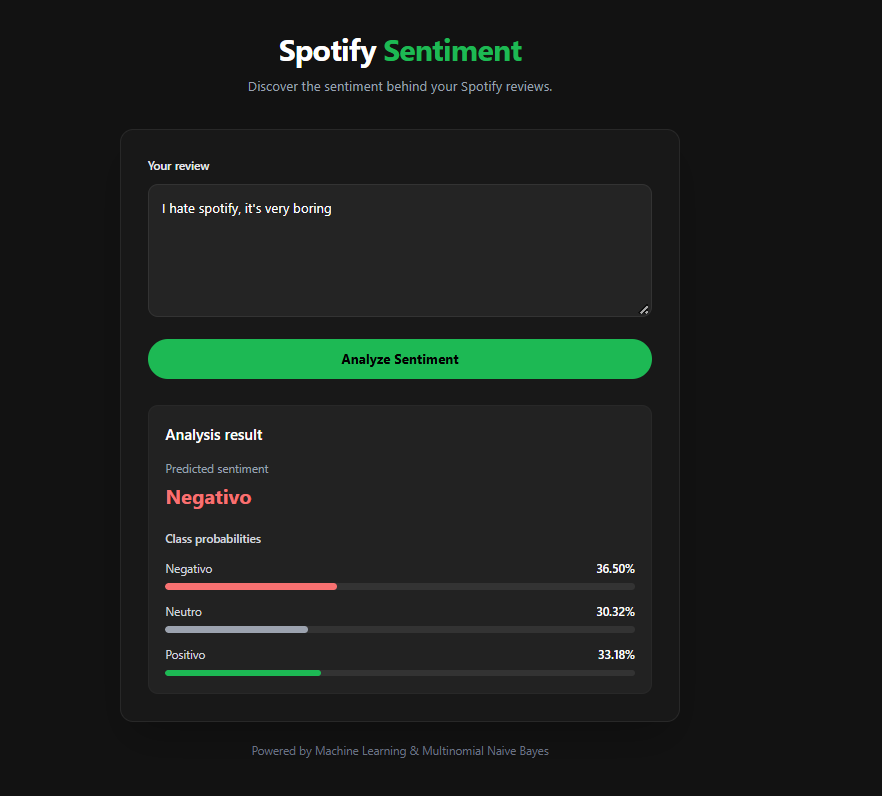 Spotify Sentiment
Discover the sentiment behind your Spotify reviews.
Your review
I hate spotify, it's very boring
Analyze Sentiment
Analysis result
Predicted sentiment
Negativo
Class probabilities
Negativo 36.50%
Neutro 30.32%
Positivo 33.18%
Powered by Machine Learning & Multinomial Naive Bayes